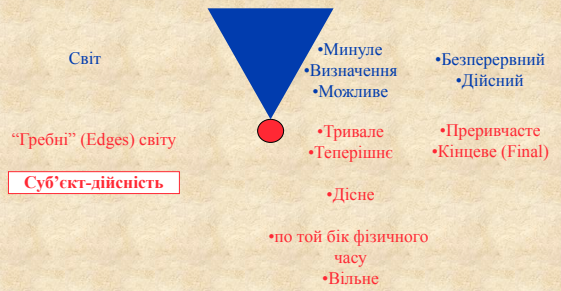 Світ
•Минуле
•Визначення
•Можливе
•Безперервний
•Дійсний
“Гребні” (Edges) світу
•Тривале
•Теперішнє
•Преривчасте
•Кінцеве (Final)
Суб’єкт-дійсність
•Дісне
•по той бік фізичного
часу
•Вільне